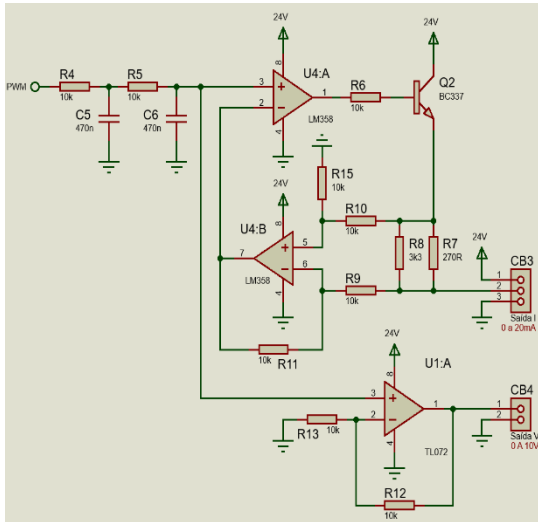 24V
24V
U4:A
Q2
R4
R5
R6
PWM
8
3
2
1
4
10k
10k
10k
BC337
C5
C6
470n
470n
LM358
24V
R15
10k
U4:B
R10
8
5
6
7
4
10k
R8
3k3
R7
270R
24V
CB3
LM358
R9
10k
1
2
3
Saída I
0 a 20mA
R11
10k
24V
U1:A
8
3
2
1
4
CB4
1
2
R13
10k
TL072
Saída V
0 A 10V
R12
10k